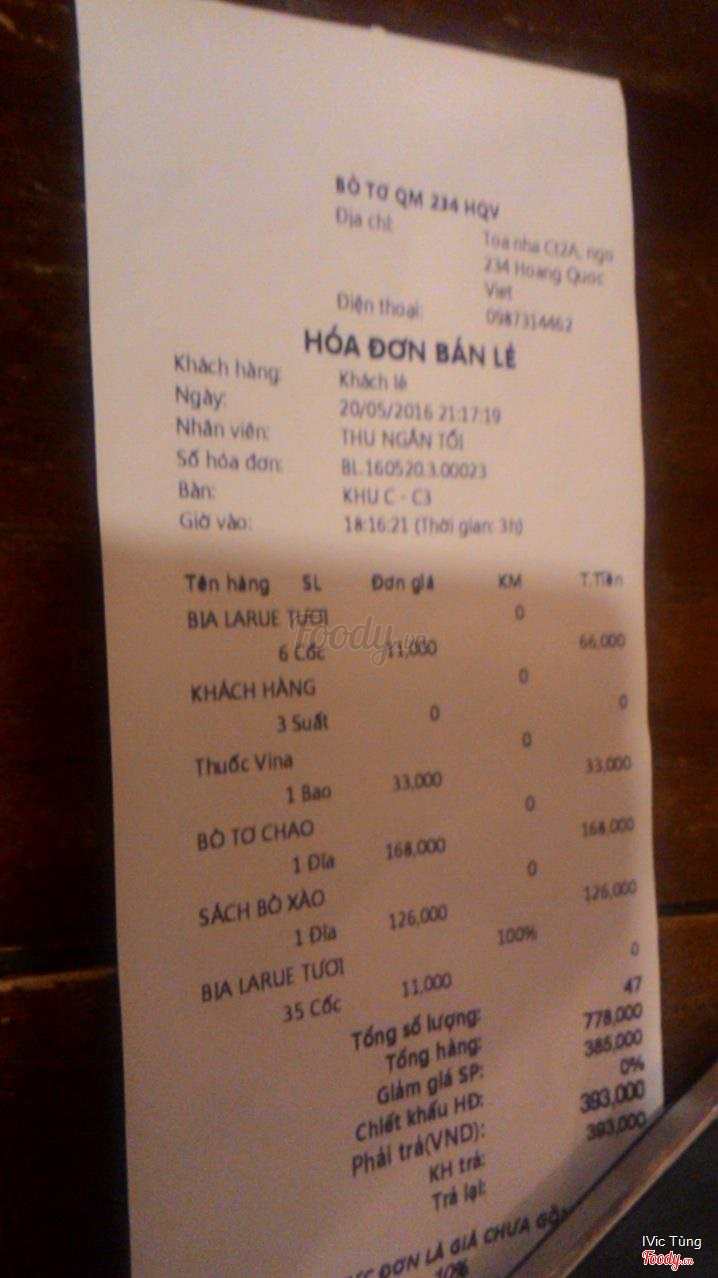 BÒ TƠ QM 234 HQV
Địa chỉ: Toa nha Ct2A, ngo
234 Hoang Quoc
Viet
Điện thoại: 0987314462
HÓA ĐƠN BÁN LẺ
Khách hàng: Khách lẻ
Ngày: 20/05/2016 21:17:19
Nhân viên: THU NGÂN TỐI
Số hóa đơn: BL.160520.3.00023
Bàn: KHU C - C3
Giờ vào: 18:16:21 (Thời gian: 3h)
Tên hàng SL Đơn giá KM T.Tiền
BIA LARUE TƯƠI 0
6 Cốc 11,000 66,000
KHÁCH HÀNG 0
3 Suất 0 0
Thuốc Vina 0
1 Bao 33,000 33,000
BÒ TƠ CHAO 0
1 Đĩa 168,000 168,000
SÁCH BÒ XÀO 0
1 Đĩa 126,000 126,000
BIA LARUE TƯƠI 100%
35 Cốc 11,000 0
Tổng số lượng: 47
Tổng hàng: 778,000
Giảm giá SP: 385,000
Chiết khấu HĐ: 0%
Phải trả(VND): 393,000
KH trả: 393,000
Trả lại:
ĐƠN LÀ GIÁ CHƯA
10%
Foody.vn
IVic Tùng
Foody.vn